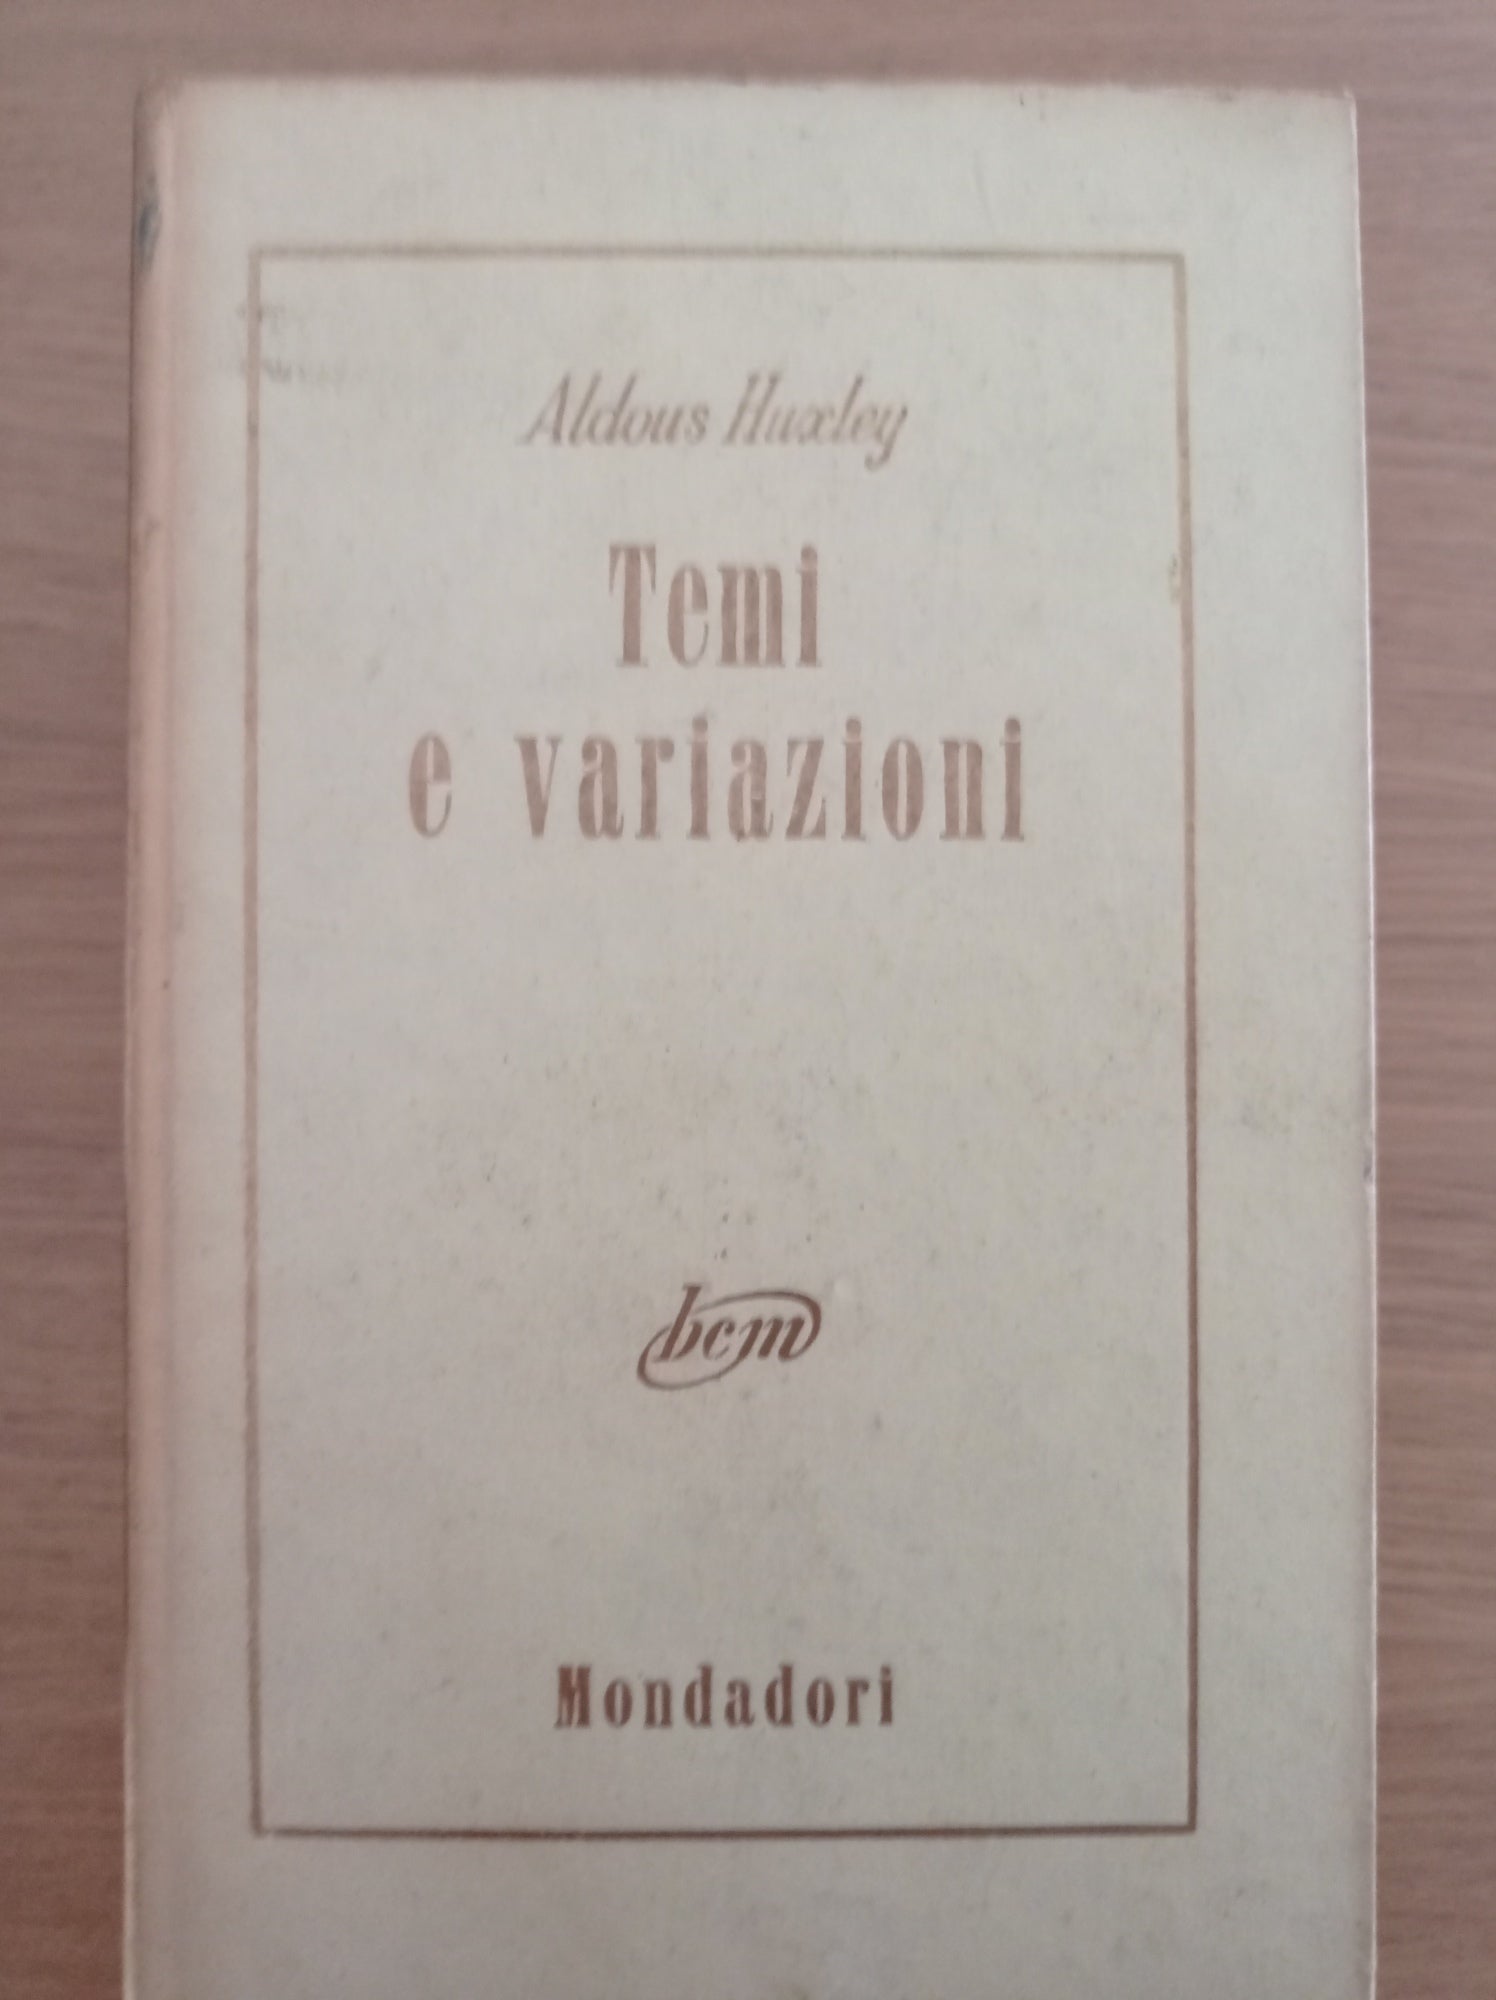 Aldous Huxley
Temi
e variazioni
bcm
Mondadori